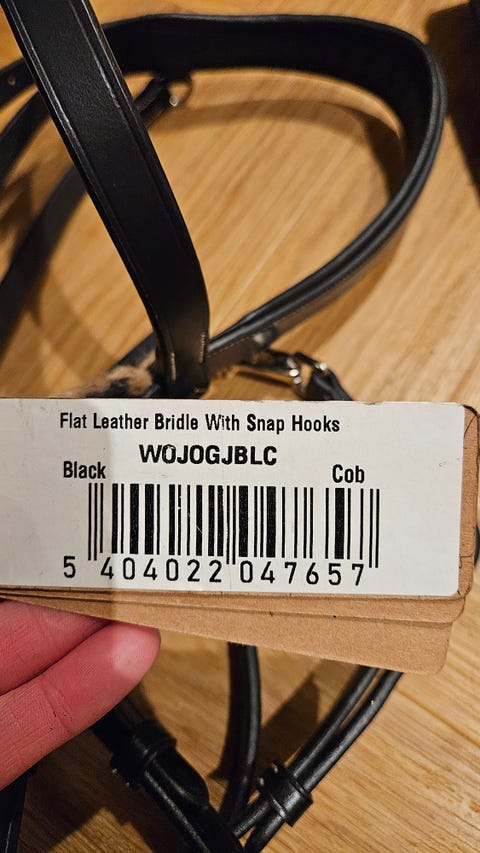 Flat Leather Bridle With Snap Hooks
WOJOGJBLC
Black Cob
5 404022 047657